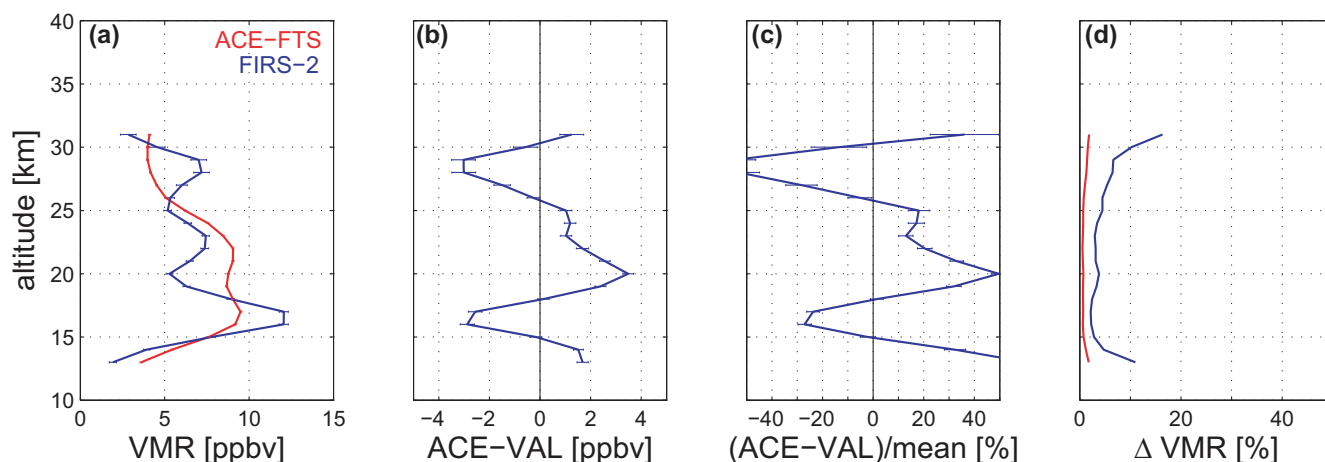 (a)
ACE−FTS
FIRS−2
(b)
(c)
(d)
altitude [km]
40
35
30
25
20
15
10
0 5 10 15
VMR [ppbv]
−4 −2 0 2 4
ACE−VAL [ppbv]
−40 −20 0 20 40
(ACE−VAL)/mean [%]
0 20 40
Δ VMR [%]